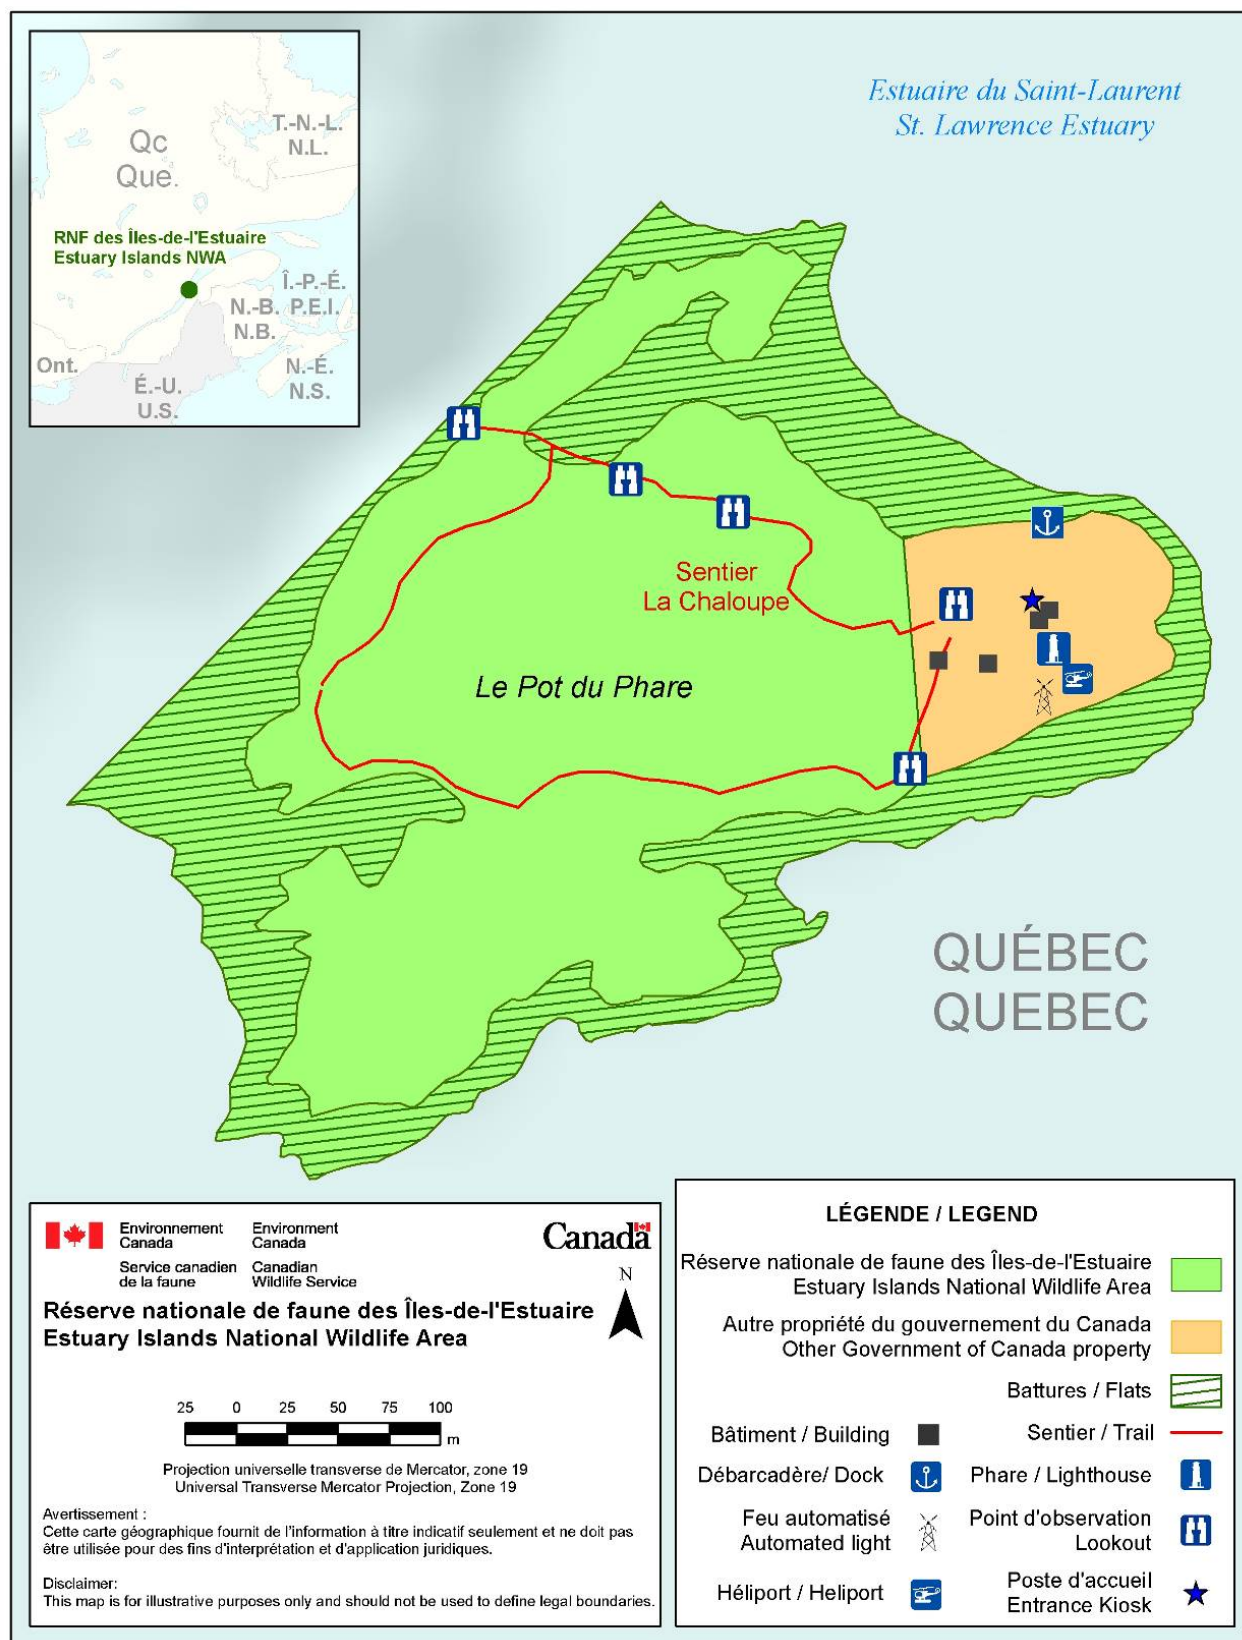 Estuaire du Saint-Laurent
St. Lawrence Estuary
T.-N.-L.
N.L.
Qc
Que.
RNF des Îles-de-l'Estuaire
Estuary Islands NWA
Î.-P.-É.
P.E.I.
N.-B.
N.B.
Ont.
É.-U.
U.S.
N.-É.
N.S.
Sentier
La Chaloupe
Le Pot du Phare
QUÉBEC
QUEBEC
Environnement
Canada
Environment
Canada
Service canadien
de la faune
Canadian
Wildlife Service
Canada
N
Réserve nationale de faune des Îles-de-l'Estuaire
Estuary Islands National Wildlife Area
25 0 25 50 75 100
m
Projection universelle transverse de Mercator, zone 19
Universal Transverse Mercator Projection, Zone 19
Avertissement :
Cette carte géographique fournit de l'information à titre indicatif seulement et ne doit pas
être utilisée pour des fins d'interprétation et d'application juridiques.
Disclaimer:
This map is for illustrative purposes only and should not be used to define legal boundaries.
LÉGENDE / LEGEND
Réserve nationale de faune des Îles-de-l'Estuaire
Estuary Islands National Wildlife Area
Autre propriété du gouvernement du Canada
Other Government of Canada property
Battures / Flats
Bâtiment / Building
Sentier / Trail
Débarcadère/ Dock
Phare / Lighthouse
Feu automatisé
Automated light
Point d'observation
Lookout
Héliport / Heliport
Poste d'accueil
Entrance Kiosk